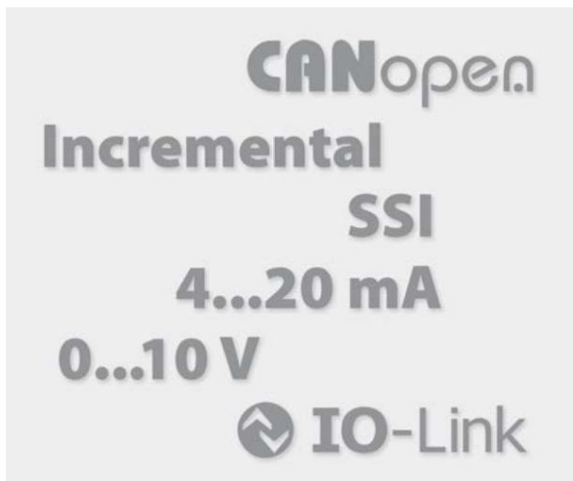 CANopen
Incremental
SSI
4...20 mA
0...10 V
IO-Link